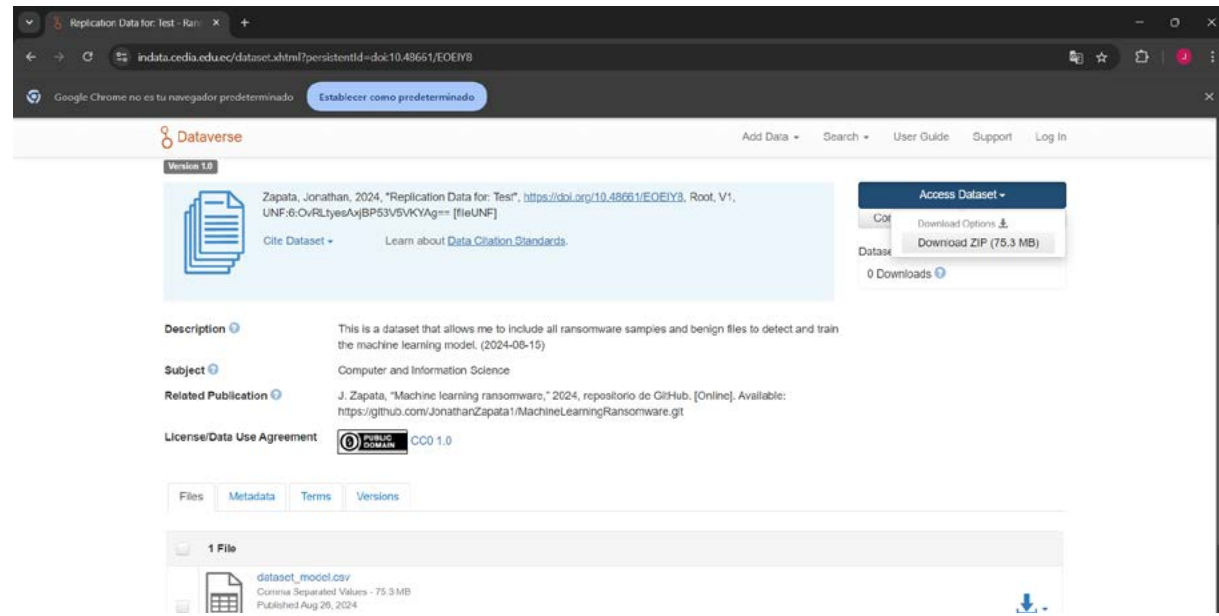 Replication Data for: Test - Ran
indata.cedia.edu.ec/dataset.xhtml?persistentId=doi:10.48661/EOEIY8
J
Google Chrome no es tu navegador predeterminado
Establecer como predeterminado
Dataverse
Add Data
Search
User Guide
Support
Log In
Version 1.0
Zapata, Jonathan, 2024, "Replication Data for: Test", https://doi.org/10.48661/EOEIY8, Root, V1,
UNF:6:OvRLtyesAxjBP53V5VKYAg== [fileUNF]
Cite Dataset
Learn about Data Citation Standards.
Access Dataset
Download Options
Download ZIP (75.3 MB)
0 Downloads
Description
This is a dataset that allows me to include all ransomware samples and benign files to detect and train
the machine learning model. (2024-08-15)
Subject
Computer and Information Science
Related Publication
J. Zapata, "Machine learning ransomware," 2024, repositorio de GitHub. [Online]. Available:
https://github.com/JonathanZapata1/MachineLearningRansomware.git
License/Data Use Agreement
PUBLIC
DOMAIN
CC0 1.0
Files
Metadata
Terms
Versions
1 File
dataset_model.csv
Comma Separated Values - 75.3 MB
Published Aug 26, 2024